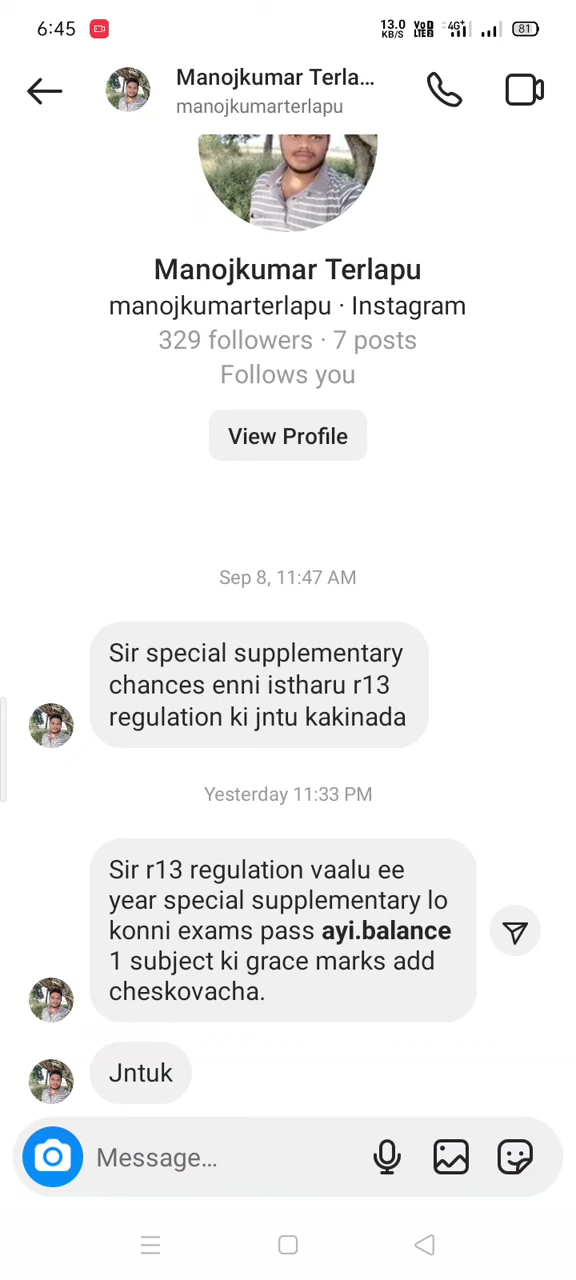 6:45
13.0 KB/S VoD LTE2 4G+ 81
Manojkumar Terla...
manojkumarterlapu
Manojkumar Terlapu
manojkumarterlapu · Instagram
329 followers · 7 posts
Follows you
View Profile
Sep 8, 11:47 AM
Sir special supplementary
chances enni istharu r13
regulation ki jntu kakinada
Yesterday 11:33 PM
Sir r13 regulation vaalu ee
year special supplementary lo
konni exams pass ayi.balance
1 subject ki grace marks add
cheskovacha.
Jntuk
Message...